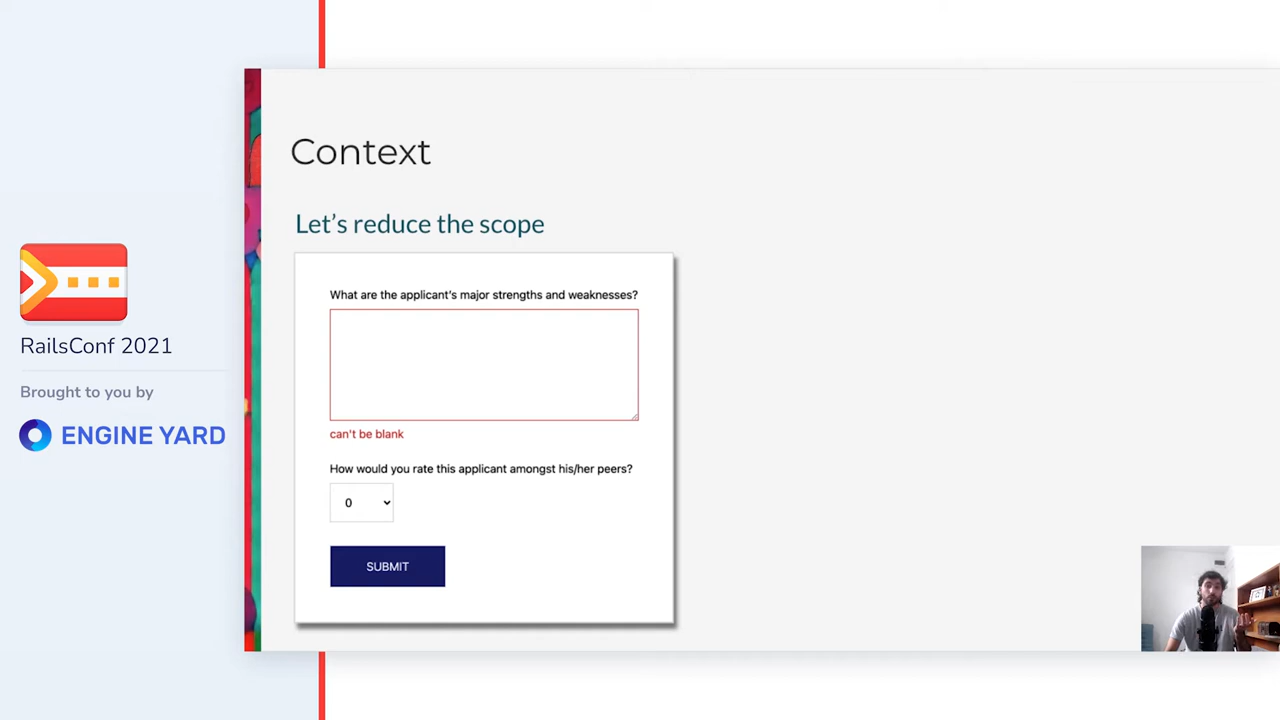 Context
Let's reduce the scope
What are the applicant's major strengths and weaknesses?
can't be blank
How would you rate this applicant amongst his/her peers?
0
SUBMIT
RailsConf 2021
Brought to you by
ENGINE YARD